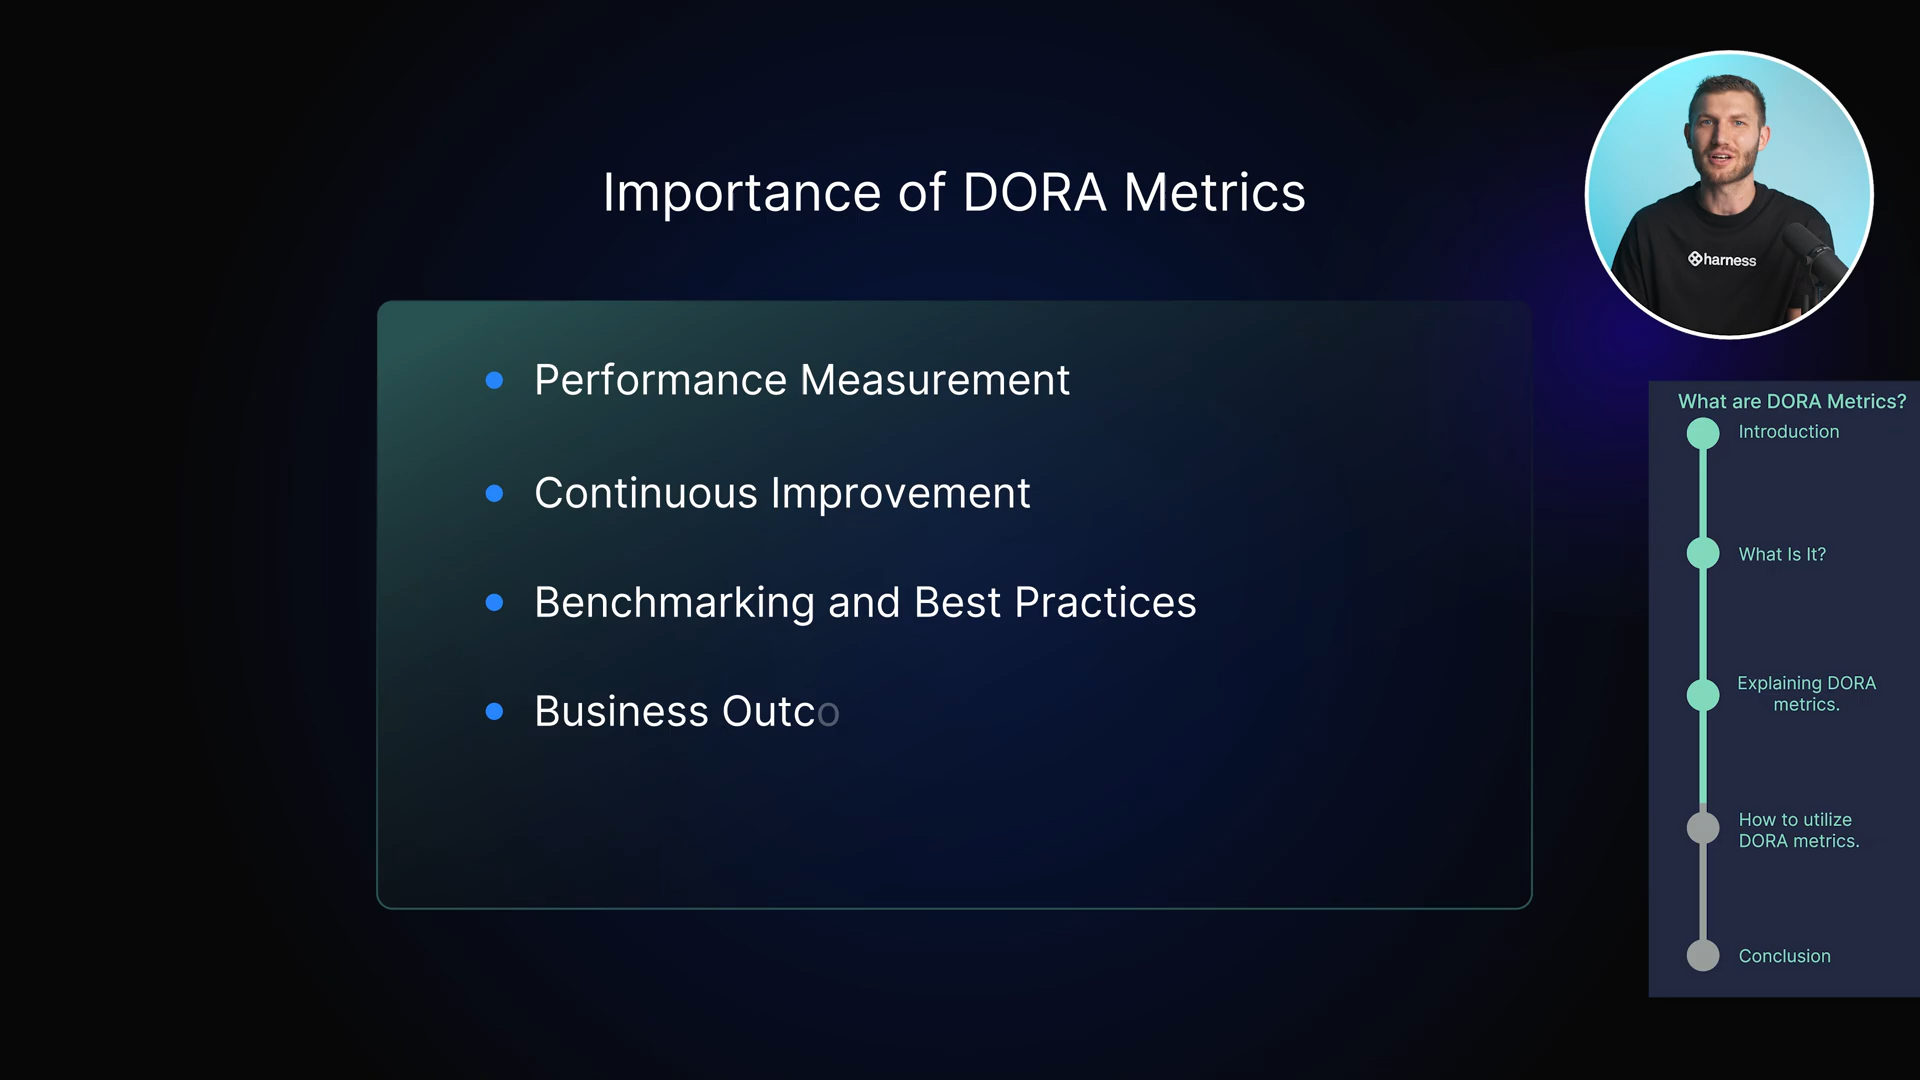 Importance of DORA Metrics
Performance Measurement
Continuous Improvement
Benchmarking and Best Practices
Business Outco
harness
What are DORA Metrics?
Introduction
What Is It?
Explaining DORA
metrics.
How to utilize
DORA metrics.
Conclusion